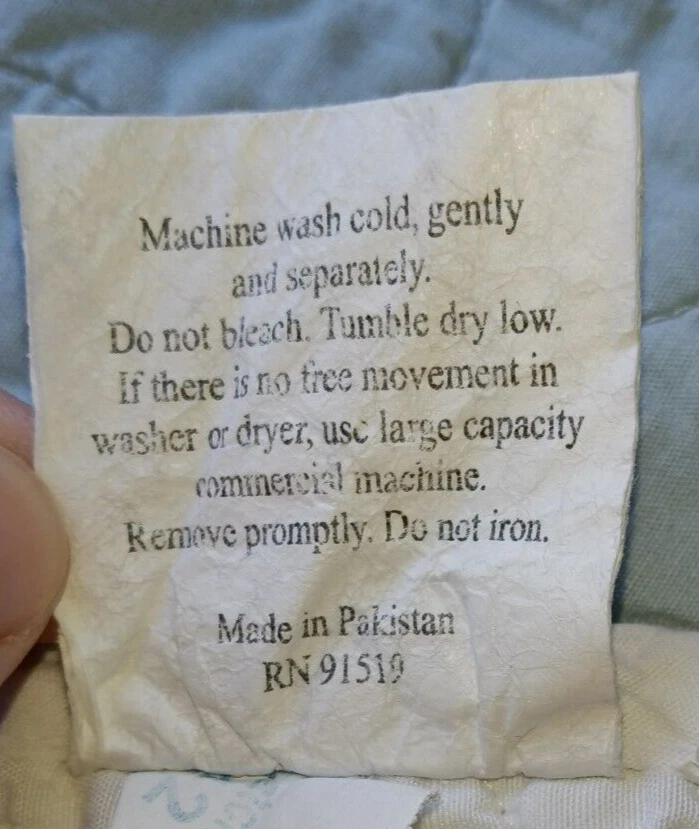 Machine wash cold, gently
and separately.
Do not bleach. Tumble dry low.
If there is no free movement in
washer or dryer, use large capacity
commercial machine.
Remove promptly. Do not iron.
Made in Pakistan
RN 91519